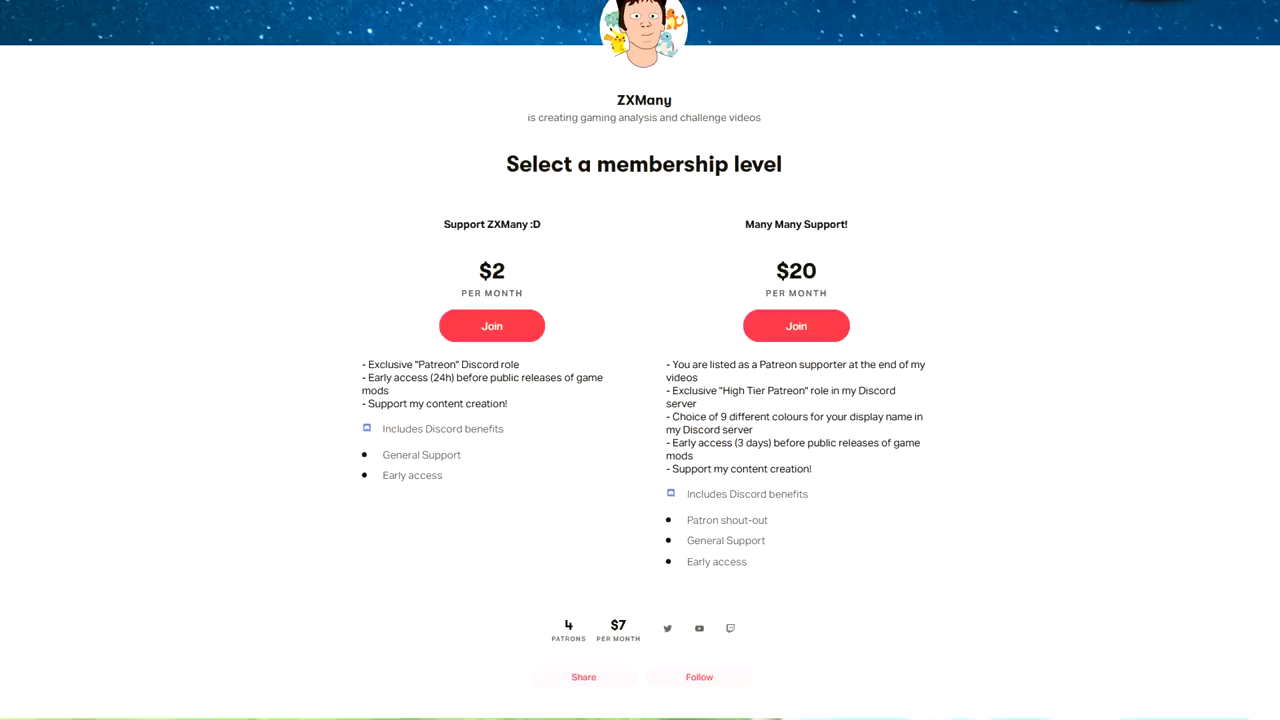 ZXMany
is creating gaming analysis and challenge videos
Select a membership level
Support ZXMany :D
$2
PER MONTH
Join
- Exclusive "Patreon" Discord role
- Early access (24h) before public releases of game
mods
- Support my content creation!
Includes Discord benefits
General Support
Early access
Many Many Support!
$20
PER MONTH
Join
- You are listed as a Patreon supporter at the end of my
videos
- Exclusive "High Tier Patreon" role in my Discord
server
- Choice of 9 different colours for your display name in
my Discord server
- Early access (3 days) before public releases of game
mods
- Support my content creation!
Includes Discord benefits
Patron shout-out
General Support
Early access
4
PATRONS
$7
PER MONTH
Share
Follow